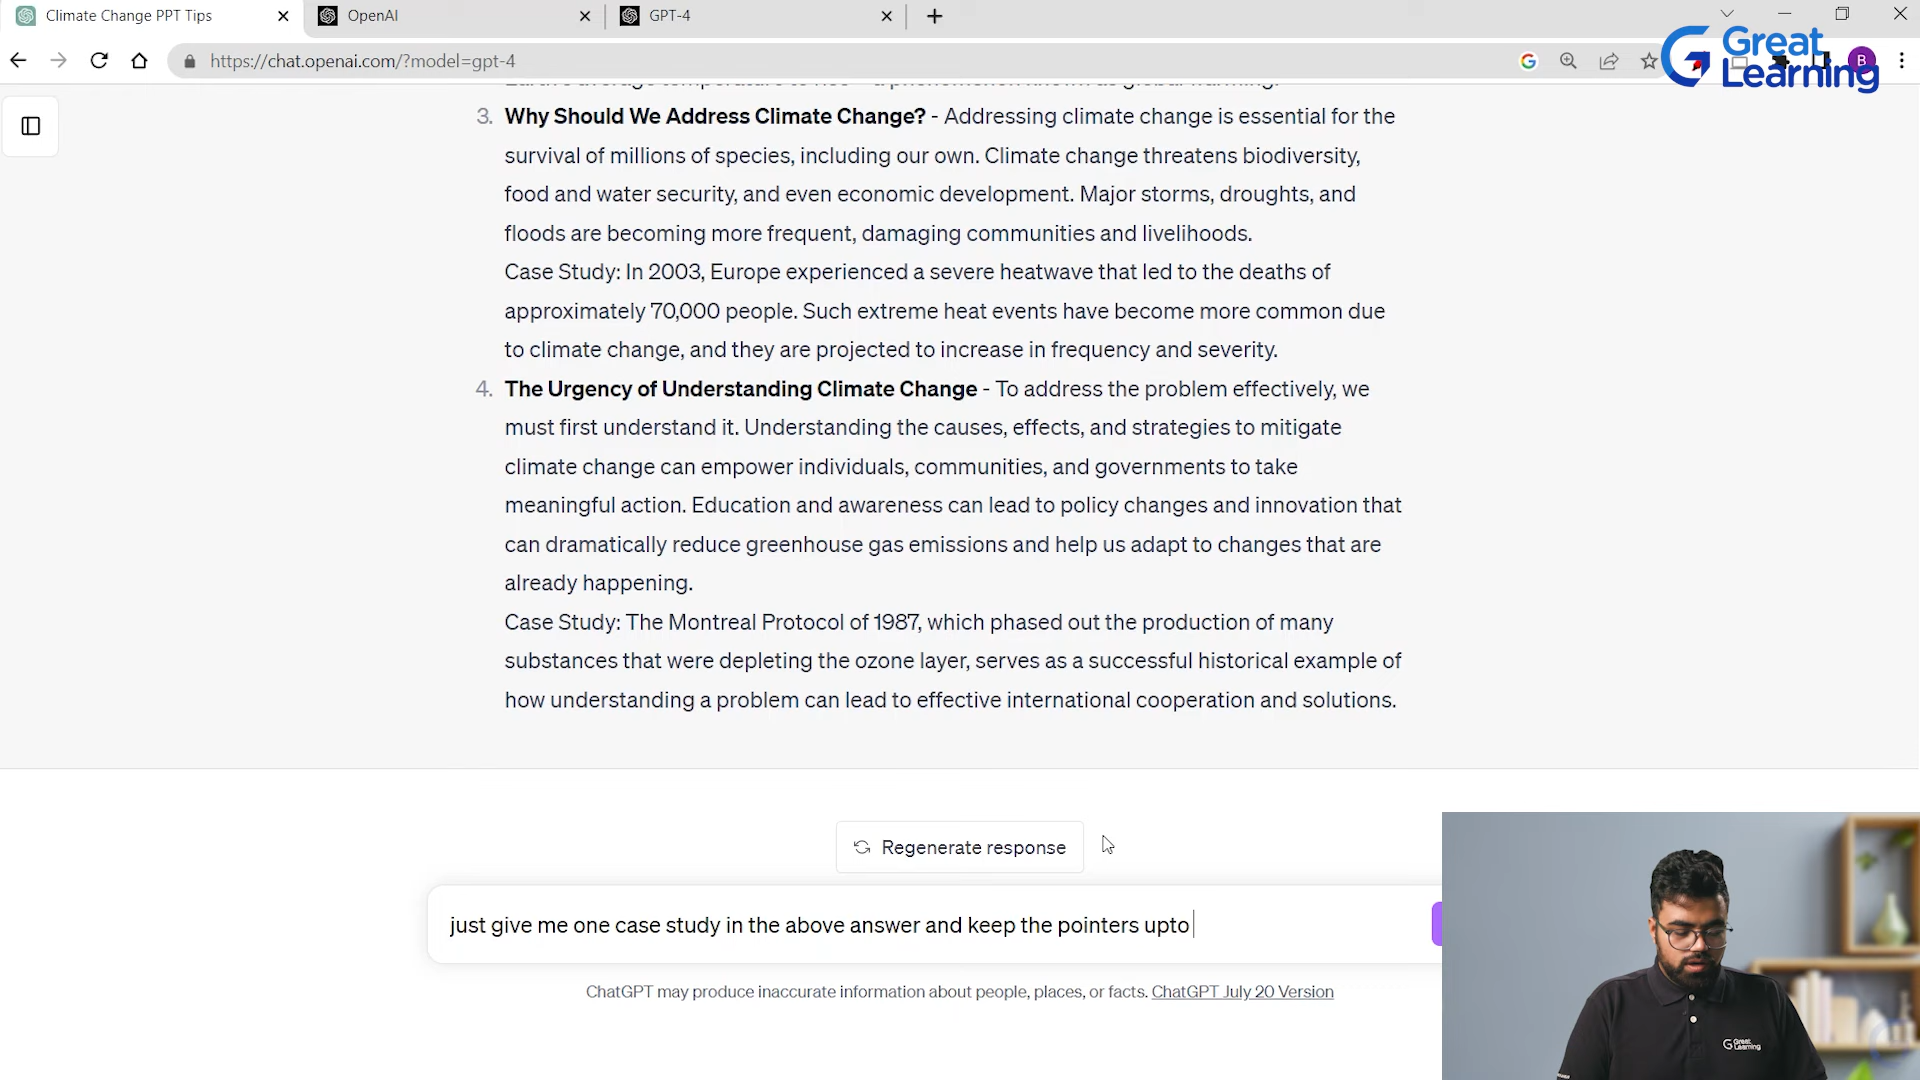 Climate Change PPT Tips
OpenAI
GPT-4
https://chat.openai.com/?model=gpt-4
B
Great
Learning
3. Why Should We Address Climate Change? - Addressing climate change is essential for the
survival of millions of species, including our own. Climate change threatens biodiversity,
food and water security, and even economic development. Major storms, droughts, and
floods are becoming more frequent, damaging communities and livelihoods.
Case Study: In 2003, Europe experienced a severe heatwave that led to the deaths of
approximately 70,000 people. Such extreme heat events have become more common due
to climate change, and they are projected to increase in frequency and severity.
4. The Urgency of Understanding Climate Change - To address the problem effectively, we
must first understand it. Understanding the causes, effects, and strategies to mitigate
climate change can empower individuals, communities, and governments to take
meaningful action. Education and awareness can lead to policy changes and innovation that
can dramatically reduce greenhouse gas emissions and help us adapt to changes that are
already happening.
Case Study: The Montreal Protocol of 1987, which phased out the production of many
substances that were depleting the ozone layer, serves as a successful historical example of
how understanding a problem can lead to effective international cooperation and solutions.
Regenerate response
just give me one case study in the above answer and keep the pointers upto
ChatGPT may produce inaccurate information about people, places, or facts. ChatGPT July 20 Version
Great
Learning